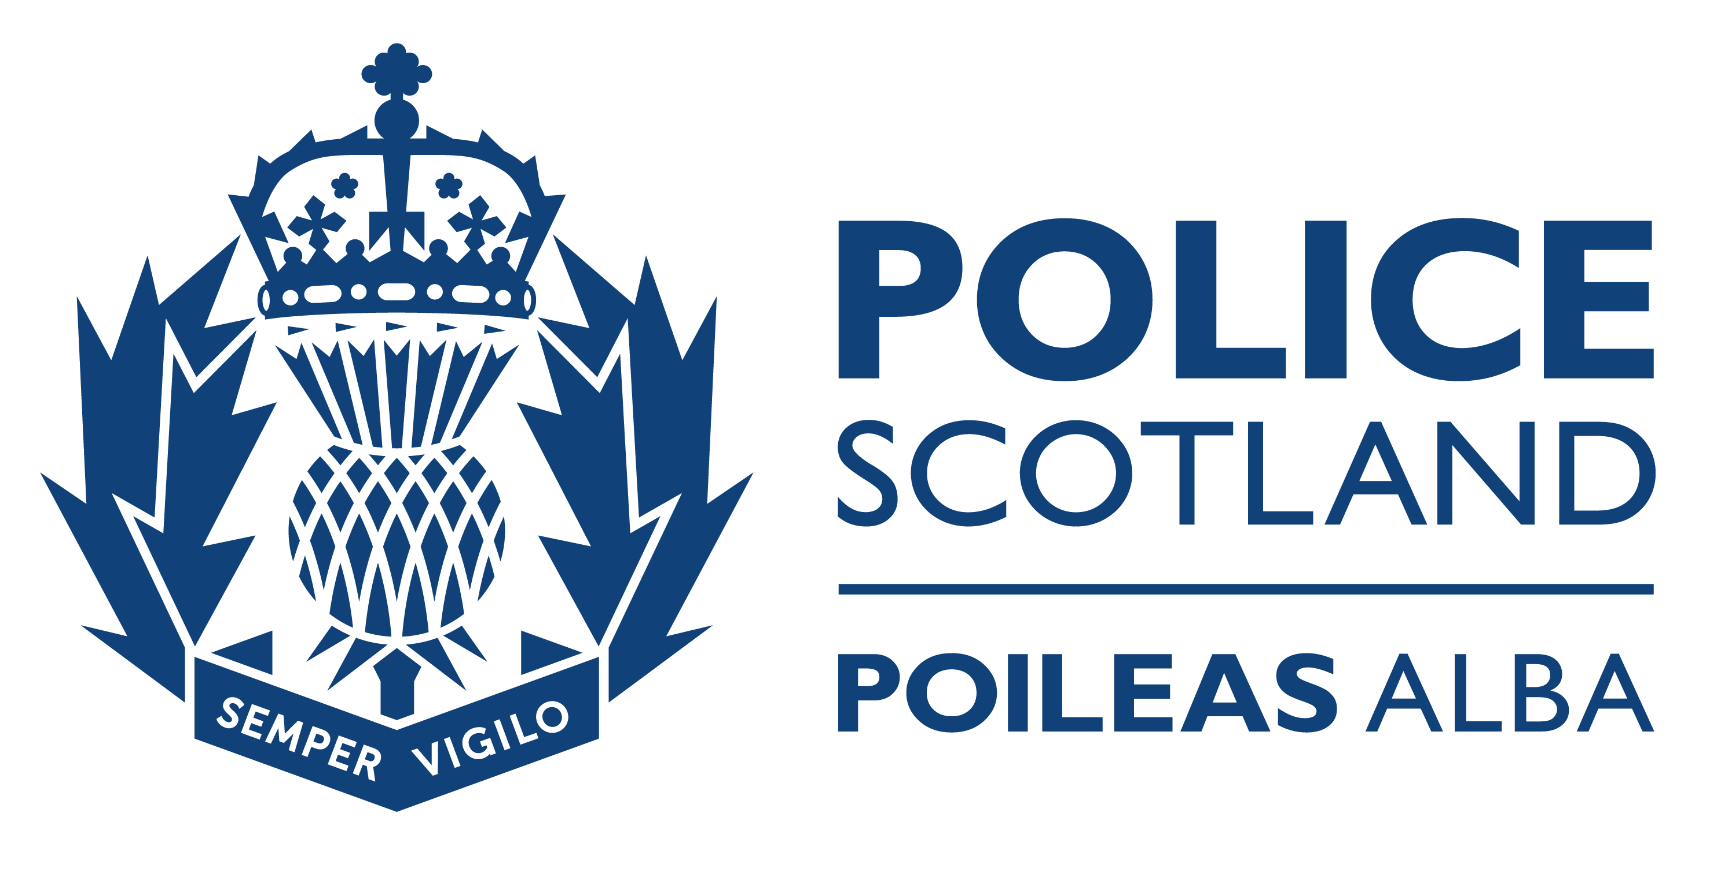 SEMPER VIGILO
POLICE
SCOTLAND
POILEAS ALBA